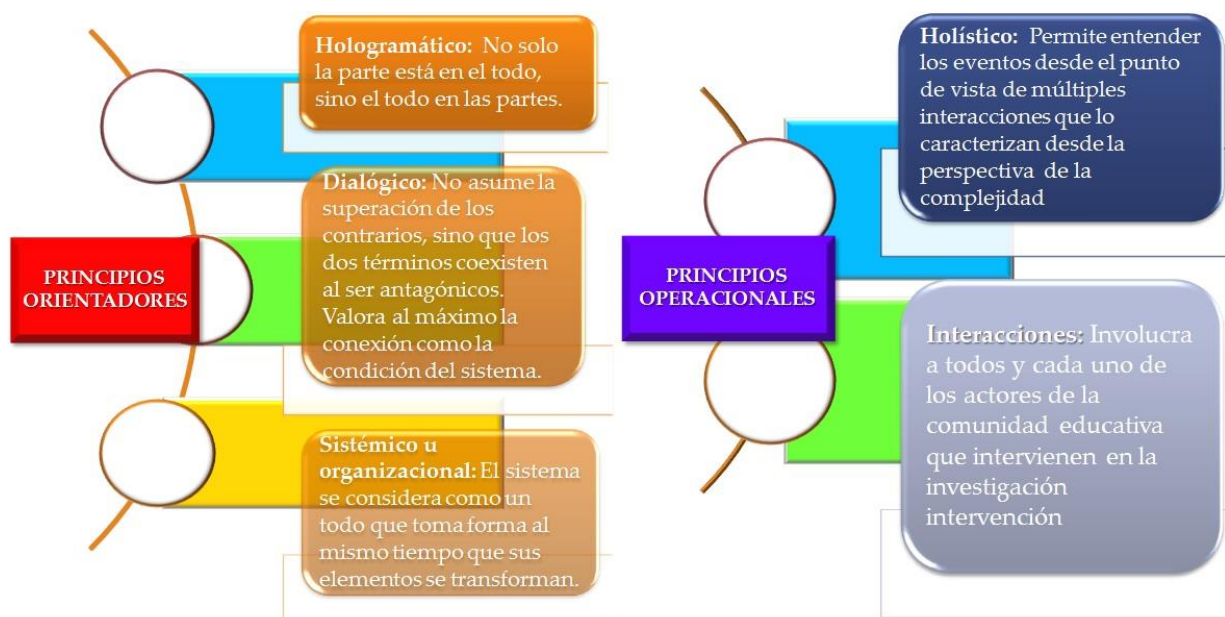 Hologramático: No solo
la parte está en el todo,
sino el todo en las partes.
Dialógico: No asume la
superación de los
contrarios, sino que los
dos términos coexisten
al ser antagónicos.
Valora al máximo la
conexión como la
condición del sistema.
PRINCIPIOS
ORIENTADORES
Sistémico u
organizacional: El sistema
se considera como un
todo que toma forma al
mismo tiempo que sus
elementos se transforman.
Holístico: Permite entender
los eventos desde el punto
de vista de múltiples
interacciones que lo
caracterizan desde la
perspectiva de la
complejidad
PRINCIPIOS
OPERACIONALES
Interacciones: Involucra
a todos y cada uno de
los actores de la
comunidad educativa
que intervienen en la
investigación
intervención